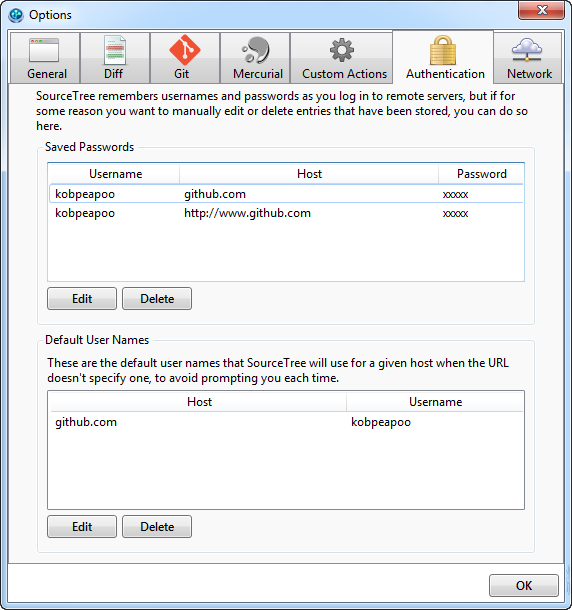 Options
General Diff Git Mercurial Custom Actions Authentication Network
SourceTree remembers usernames and passwords as you log in to remote servers, but if for
some reason you want to manually edit or delete entries that have been stored, you can do so
here.
Saved Passwords
Username Host Password
kobpeapoo github.com xxxxx
kobpeapoo http://www.github.com xxxxx
Edit Delete
Default User Names
These are the default user names that SourceTree will use for a given host when the URL
doesn't specify one, to avoid prompting you each time.
Host Username
github.com kobpeapoo
Edit Delete
OK